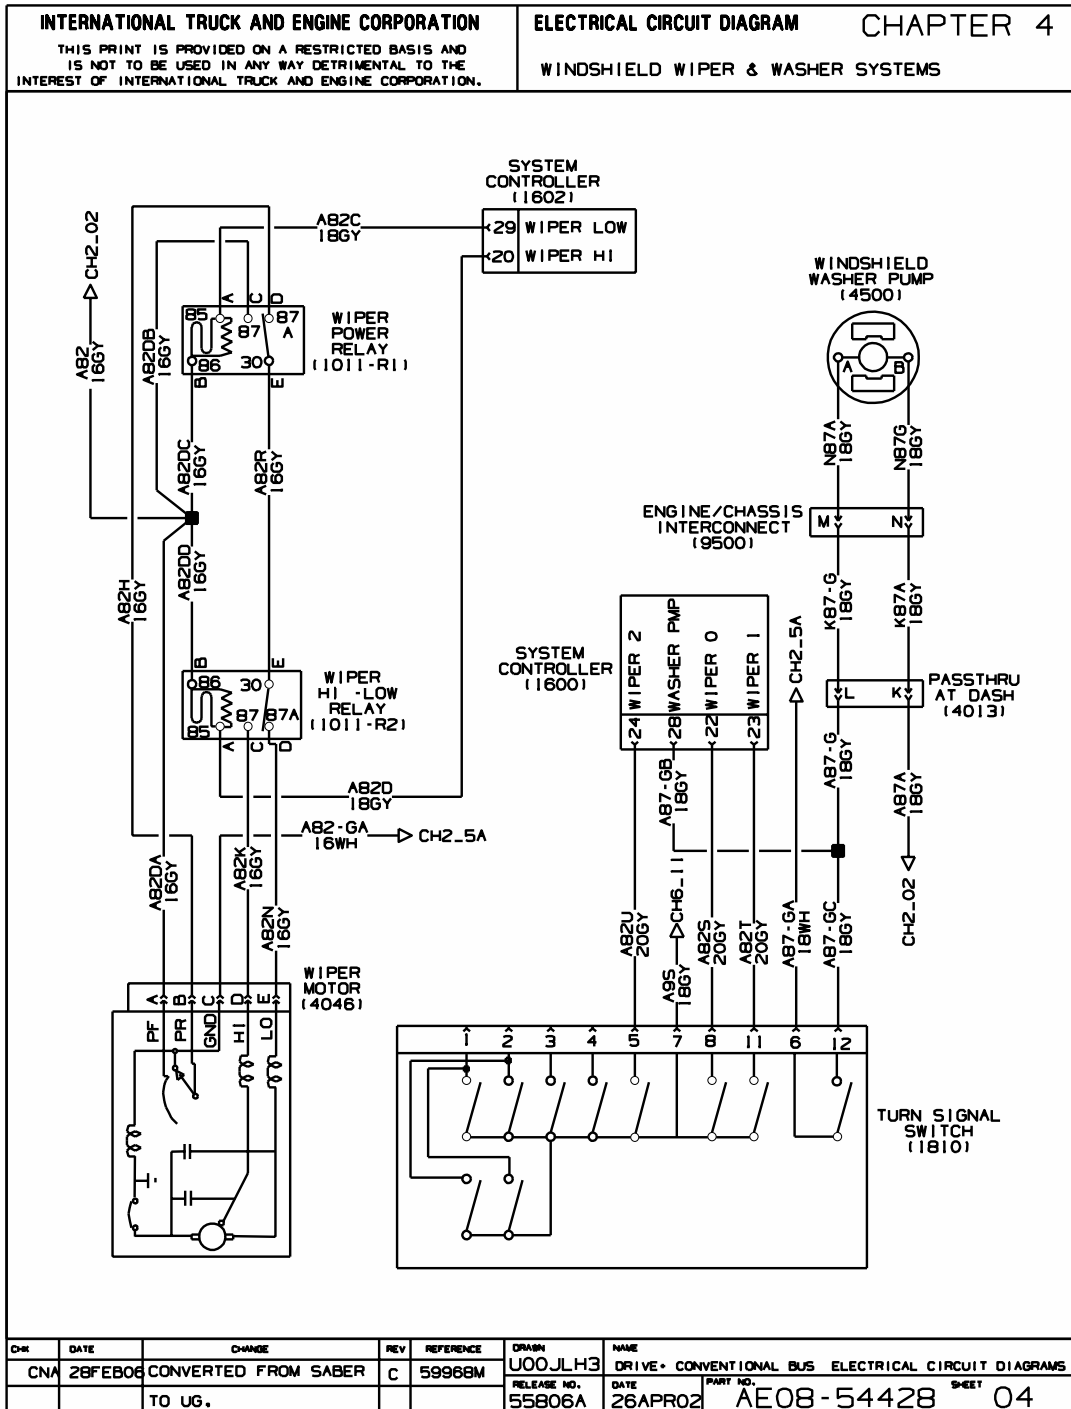 INTERNATIONAL TRUCK AND ENGINE CORPORATION
THIS PRINT IS PROVIDED ON A RESTRICTED BASIS AND
IS NOT TO BE USED IN ANY WAY DETRIMENTAL TO THE
INTEREST OF INTERNATIONAL TRUCK AND ENGINE CORPORATION.
ELECTRICAL CIRCUIT DIAGRAM
CHAPTER 4
WINDSHIELD WIPER & WASHER SYSTEMS
SYSTEM
CONTROLLER
(1602)
29 WIPER LOW
20 WIPER HI
A82C
18GY
CH2_02
A82
16GY
A82DB
16GY
A C D
85 87 87
A
86 30
B E
WIPER
POWER
RELAY
(1011-R1)
A82DC
16GY
A82R
16GY
A82DD
16GY
A82H
16GY
B E
86 30
85 87 87A
A C D
WIPER
HI -LOW
RELAY
(1011-R2)
A82D
18GY
A82-GA
16WH
CH2_5A
A82DA
16GY
A82K
16GY
A82N
16GY
WIPER
MOTOR
(4046)
A B C D E
PF PR GND HI LO
WINDSHIELD
WASHER PUMP
(4500)
A B
N87A
18GY
N87G
18GY
ENGINE/CHASSIS
INTERCONNECT
(9500)
M N
K87-G
18GY
K87A
18GY
PASSTHRU
AT DASH
(4013)
L K
A87-G
18GY
A87A
18GY
CH2_02
SYSTEM
CONTROLLER
(1600)
24 WIPER 2
28 WASHER PMP
22 WIPER 0
23 WIPER 1
CH2_5A
A87-GB
18GY
CH6_11
A82U
20GY
A9S
18GY
A82S
20GY
A82T
20GY
A87-GA
18WH
A87-GC
18GY
1 2 3 4 5 7 8 11 6 12
TURN SIGNAL
SWITCH
(1810)
CHK DATE CHANGE REV REFERENCE
CNA 28FEB06 CONVERTED FROM SABER C 59968M
TO UG.
DRAWN
U00JLH3
NAME
DRIVE, CONVENTIONAL BUS ELECTRICAL CIRCUIT DIAGRAMS
RELEASE NO.
55806A
DATE
26APR02
PART NO.
AE08-54428
SHEET
04